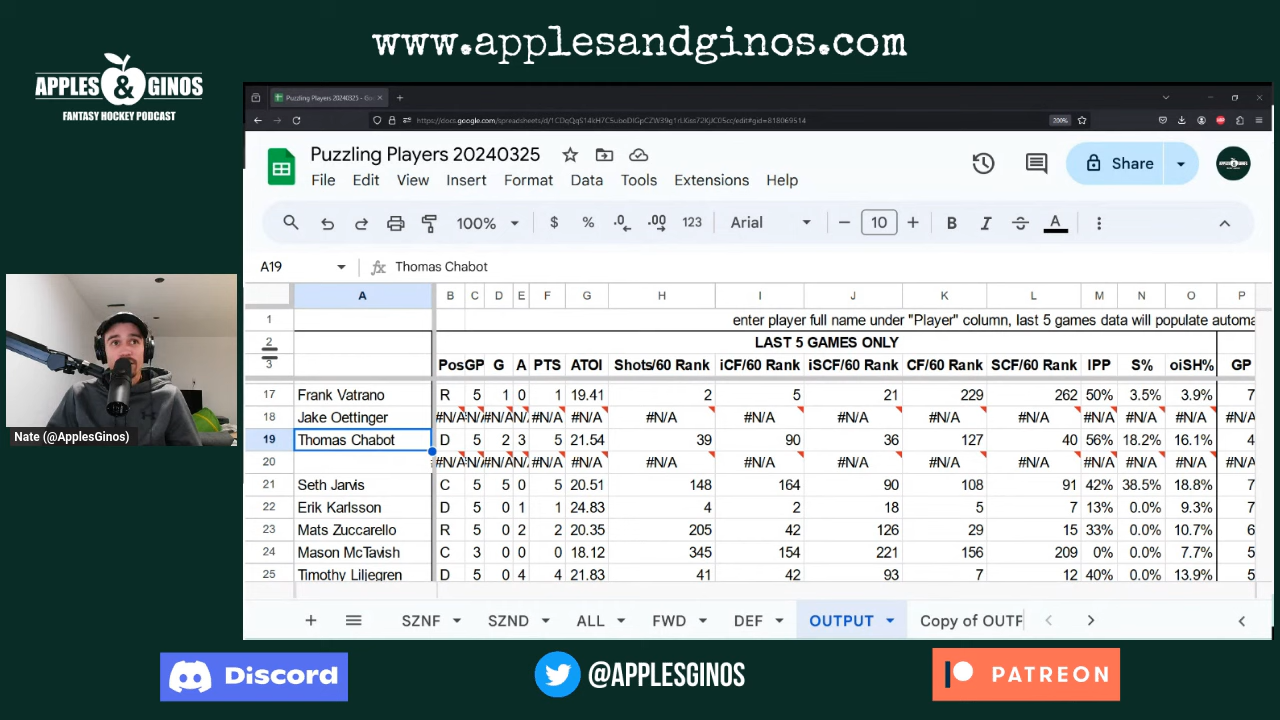 www.applesandginos.com
APPLES & GINOS
FANTASY HOCKEY PODCAST
Puzzling Players 20240325 - Go
Puzzling Players 20240325
Share
File Edit View Insert Format Data Tools Extensions Help
200%
100% $ % .0 .00 123 Arial 10 B I A
A19 fx Thomas Chabot
A B C D E F G H I J K L M N O P
1 enter player full name under "Player" column, last 5 games data will populate automa
2 LAST 5 GAMES ONLY
3 Pos GP G A PTS ATOI Shots/60 Rank iCF/60 Rank iSCF/60 Rank CF/60 Rank SCF/60 Rank IPP S% oiSH% GP
17 Frank Vatrano R 5 1 0 1 19.41 2 5 21 229 262 50% 3.5% 3.9% 7
18 Jake Oettinger #N/A #N/A #N/A #N/A #N/A #N/A #N/A #N/A #N/A #N/A #N/A #N/A #N/A #N/A #N/A
19 Thomas Chabot D 5 2 3 5 21.54 39 90 36 127 40 56% 18.2% 16.1% 4
20 #N/A #N/A #N/A #N/A #N/A #N/A #N/A #N/A #N/A #N/A #N/A #N/A #N/A #N/A #N/A
21 Seth Jarvis C 5 5 0 5 20.51 148 164 90 108 91 42% 38.5% 18.8% 7
22 Erik Karlsson D 5 0 1 1 24.83 4 2 18 5 7 13% 0.0% 9.3% 7
23 Mats Zuccarello R 5 0 2 2 20.35 205 42 126 29 15 33% 0.0% 10.7% 6
24 Mason McTavish C 3 0 0 0 18.12 345 154 221 156 209 0% 0.0% 7.7% 5
25 Timothy Liljegren D 5 0 4 4 21.83 41 42 93 7 12 40% 0.0% 13.9% 7
SZNF SZND ALL FWD DEF OUTPUT Copy of OUTP
Nate (@ApplesGinos)
Discord
@APPLESGINOS
PATREON